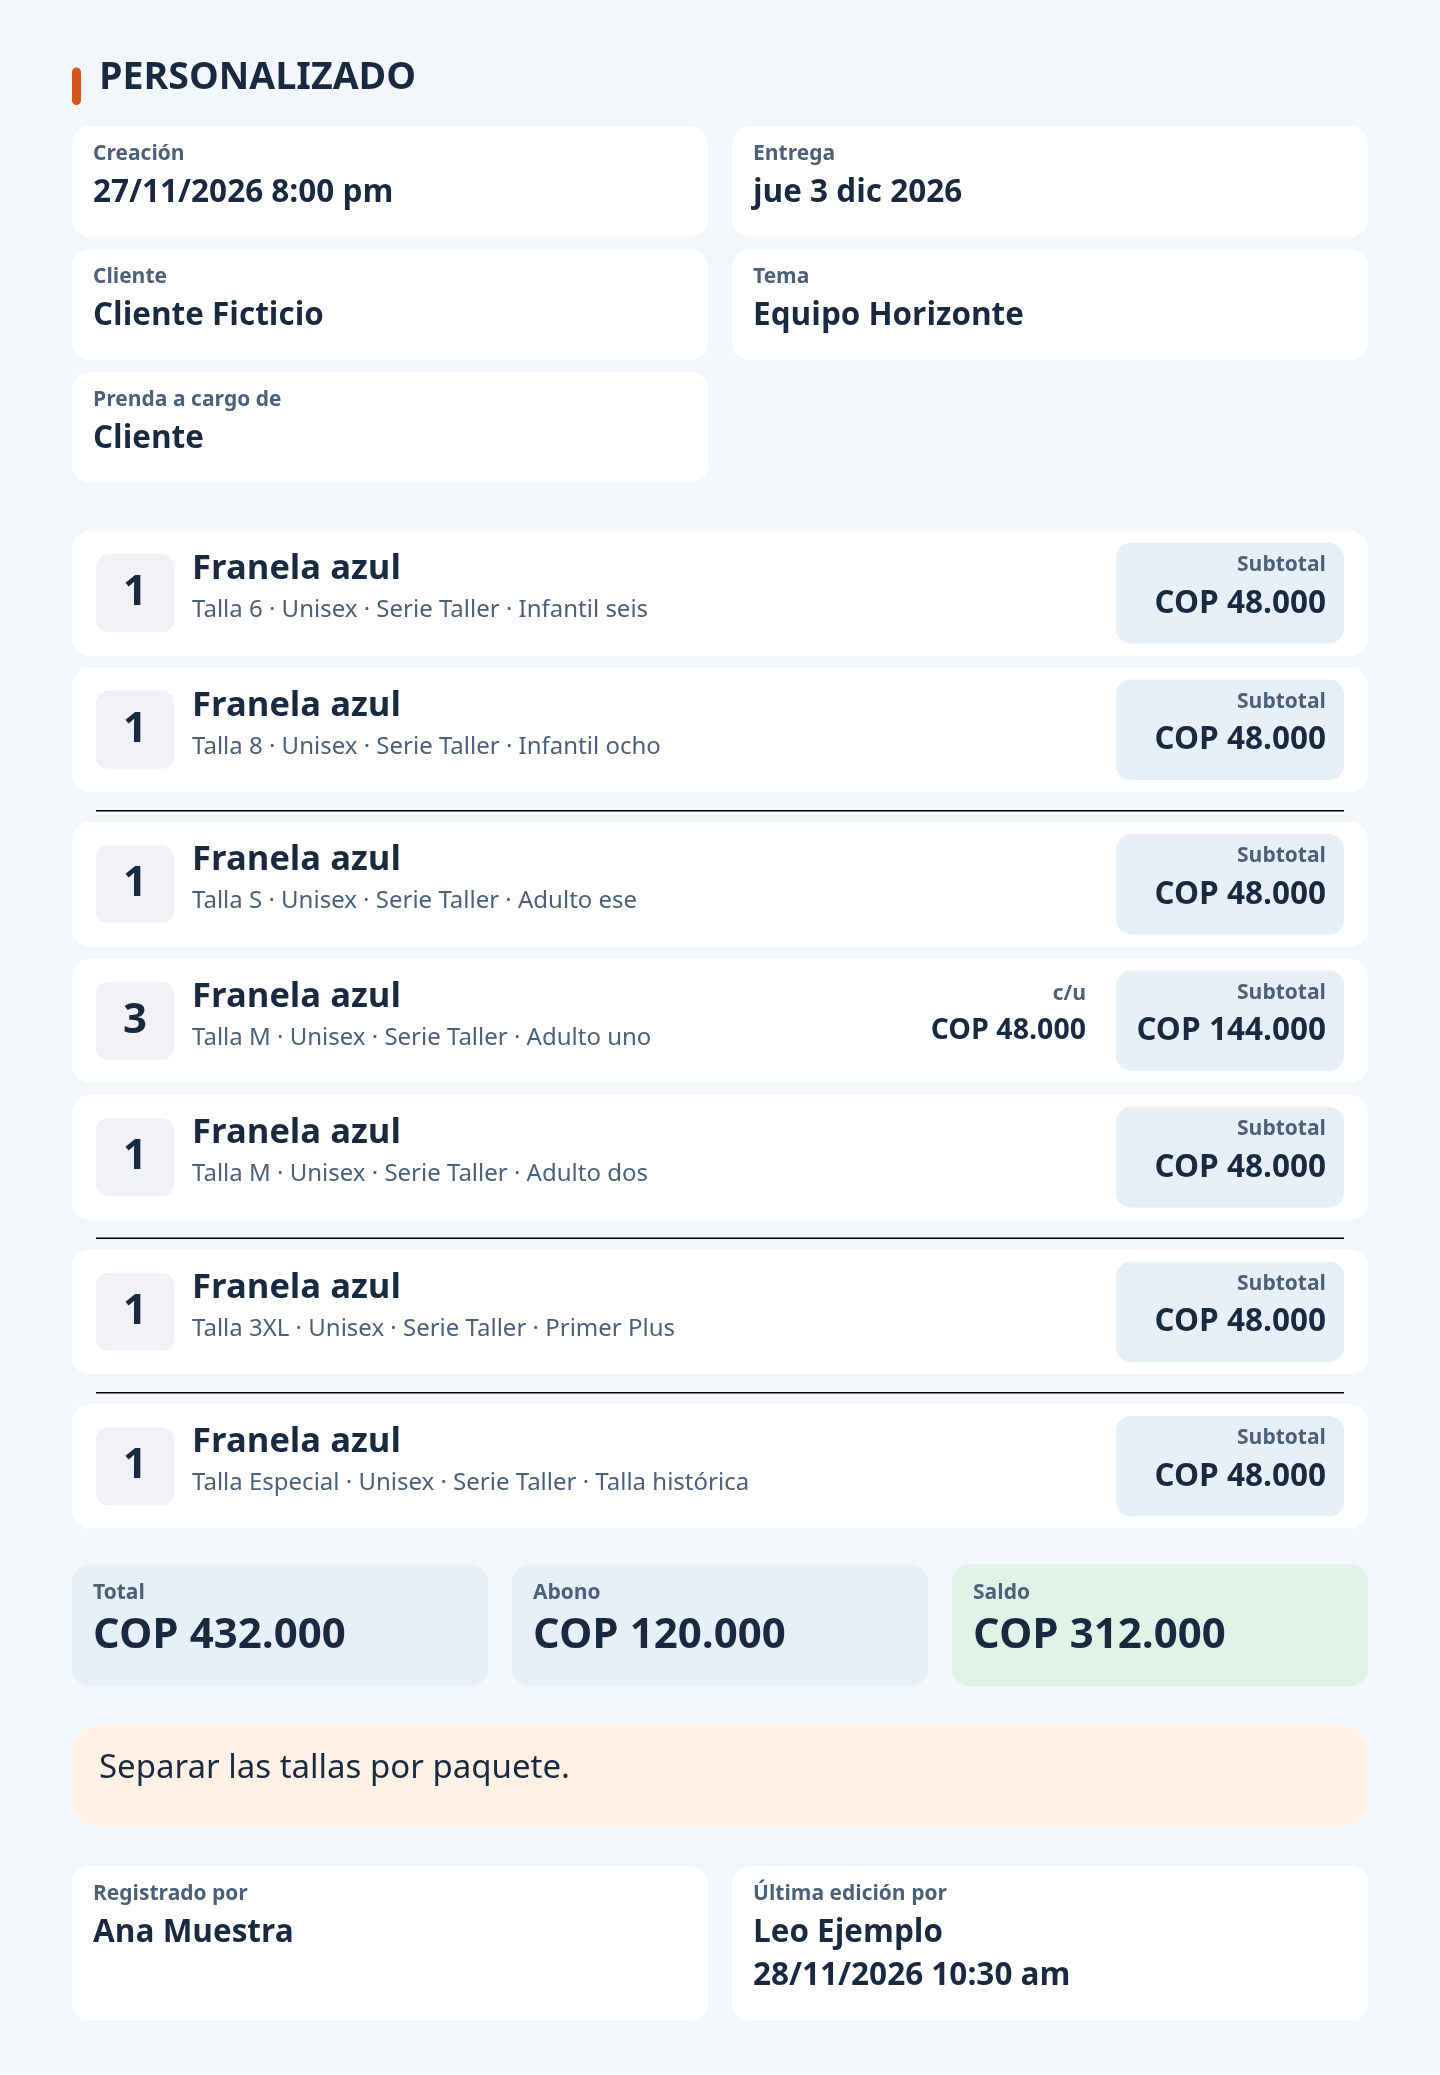 PERSONALIZADO
Creación
27/11/2026 8:00 pm
Entrega
jue 3 dic 2026
Cliente
Cliente Ficticio
Tema
Equipo Horizonte
Prenda a cargo de
Cliente
1
Franela azul
Talla 6 · Unisex · Serie Taller · Infantil seis
Subtotal
COP 48.000
1
Franela azul
Talla 8 · Unisex · Serie Taller · Infantil ocho
Subtotal
COP 48.000
1
Franela azul
Talla S · Unisex · Serie Taller · Adulto ese
Subtotal
COP 48.000
3
Franela azul
Talla M · Unisex · Serie Taller · Adulto uno
c/u
COP 48.000
Subtotal
COP 144.000
1
Franela azul
Talla M · Unisex · Serie Taller · Adulto dos
Subtotal
COP 48.000
1
Franela azul
Talla 3XL · Unisex · Serie Taller · Primer Plus
Subtotal
COP 48.000
1
Franela azul
Talla Especial · Unisex · Serie Taller · Talla histórica
Subtotal
COP 48.000
Total
COP 432.000
Abono
COP 120.000
Saldo
COP 312.000
Separar las tallas por paquete.
Registrado por
Ana Muestra
Última edición por
Leo Ejemplo
28/11/2026 10:30 am